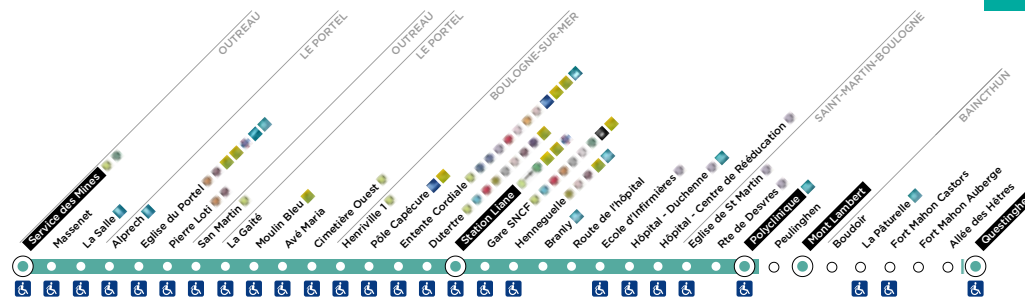 OUTREAU
LE PORTEL
OUTREAU
LE PORTEL
BOULOGNE-SUR-MER
SAINT-MARTIN-BOULOGNE
BAINCTHUN
Service des Mines
Massenet
La Salle
Alprech
Eglise du Portel
Pierre Loti
San Martin
La Gaité
Moulin Bleu
Avé Maria
Cimetière Ouest
Henriville 1
Pôle Capécure
Entente Cordiale
Dutertre
Station Liane
Gare SNCF
Henneguelle
Branly
Route de l'hôpital
Ecole d'Infirmières
Hôpital - Duchenne
Hôpital - Centre de Rééducation
Eglise de St Martin
Rte de Desvres
Polyclinique
Peulinghen
Mont Lambert
Boudoir
La Pâturelle
Fort Mahon Castors
Fort Mahon Auberge
Allée des Hêtres
Questinghe